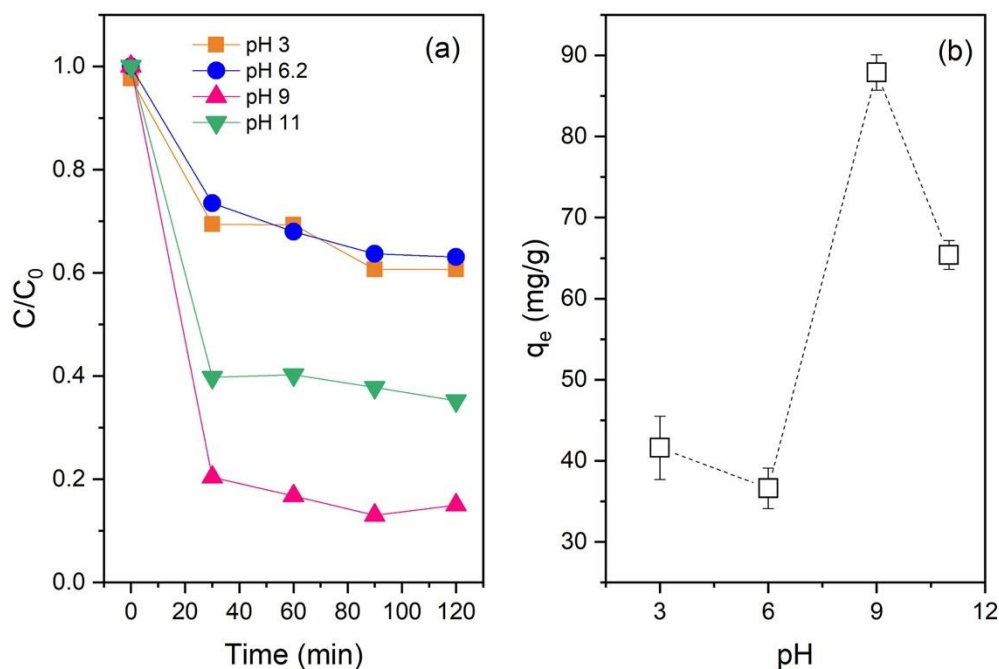 (a)
pH 3
pH 6.2
pH 9
pH 11
1.0
0.8
0.6
0.4
0.2
0.0
C/C₀
0 20 40 60 80 100 120
Time (min)
(b)
90
80
70
60
50
40
30
qₑ (mg/g)
3 6 9 12
pH